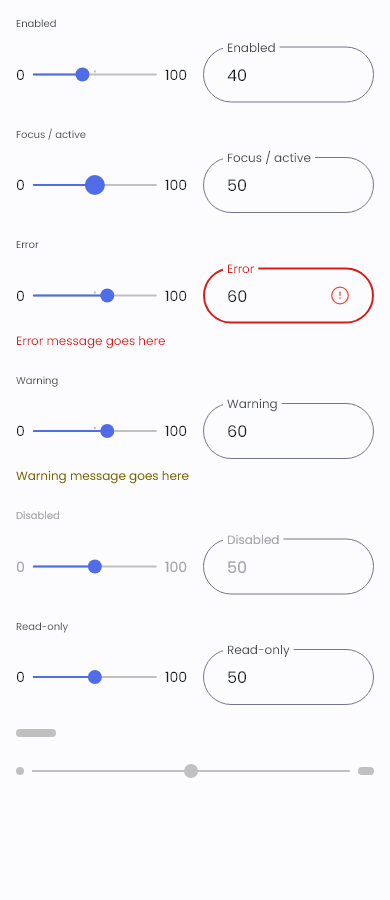 Enabled
Enabled
0 100 40
Focus / active
Focus / active
0 100 50
Error
Error
0 100 60
Error message goes here
Warning
Warning
0 100 60
Warning message goes here
Disabled
Disabled
0 100 50
Read-only
Read-only
0 100 50